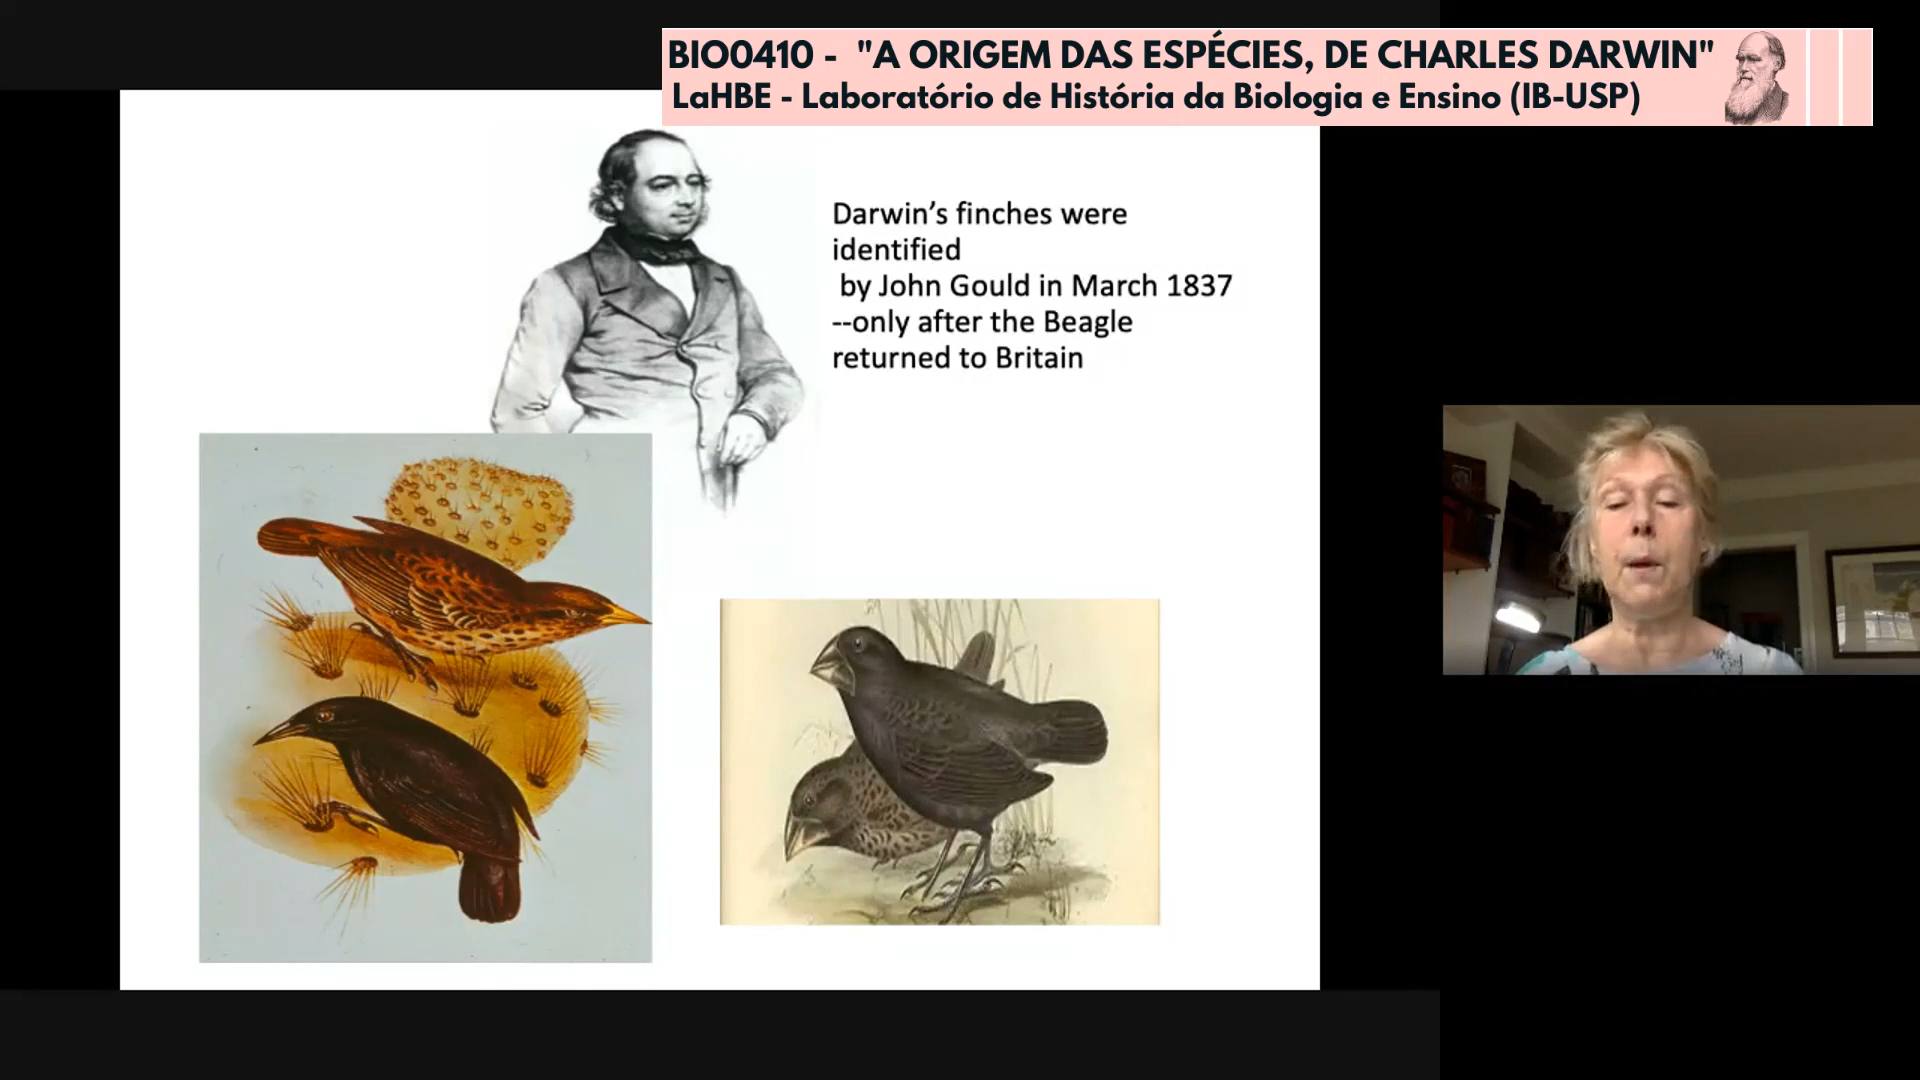 BIO0410 - "A ORIGEM DAS ESPÉCIES, DE CHARLES DARWIN"
LaHBE - Laboratório de História da Biologia e Ensino (IB-USP)
Darwin’s finches were
identified
by John Gould in March 1837
--only after the Beagle
returned to Britain